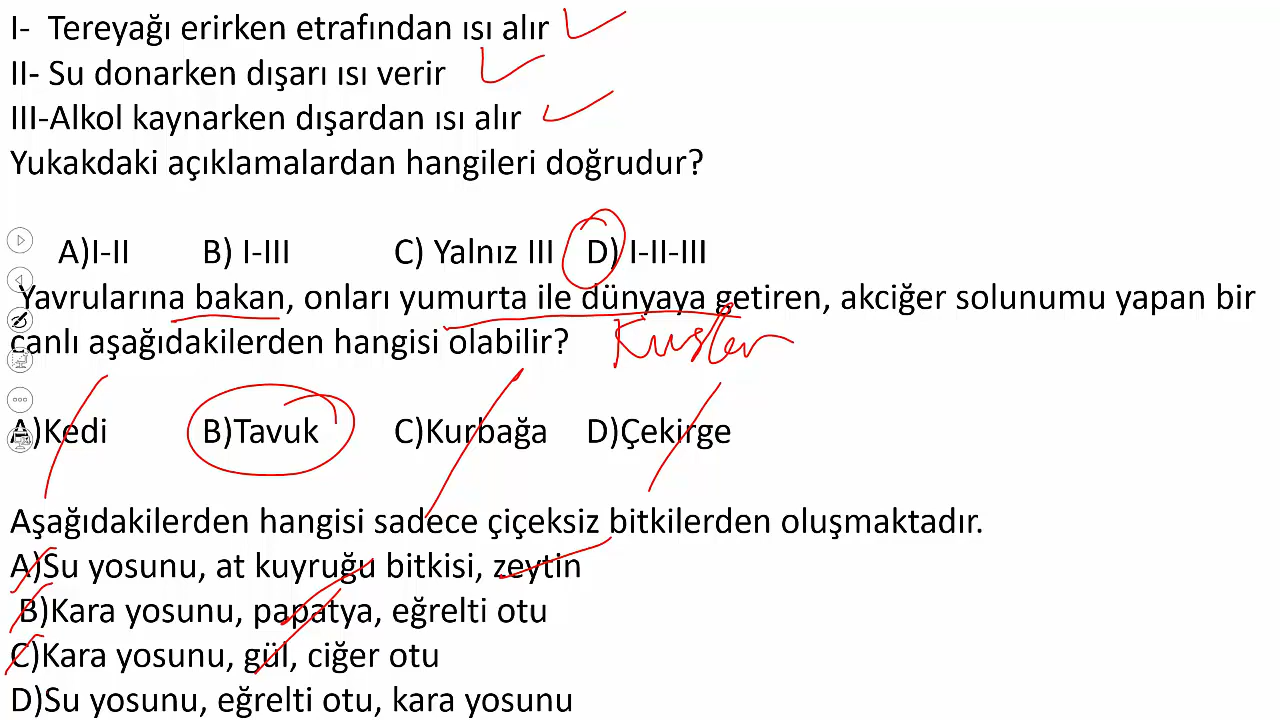 I- Tereyağı erirken etrafından ısı alır
II- Su donarken dışarı ısı verir
III-Alkol kaynarken dışardan ısı alır
Yukakdaki açıklamalardan hangileri doğrudur?
A)I-II B) I-III C) Yalnız III D) I-II-III
Yavrularına bakan, onları yumurta ile dünyaya getiren, akciğer solunumu yapan bir
canlı aşağıdakilerden hangisi olabilir? Kuşlar
A)Kedi B)Tavuk C)Kurbağa D)Çekirge
Aşağıdakilerden hangisi sadece çiçeksiz bitkilerden oluşmaktadır.
A)Su yosunu, at kuyruğu bitkisi, zeytin
B)Kara yosunu, papatya, eğrelti otu
C)Kara yosunu, gül, ciğer otu
D)Su yosunu, eğrelti otu, kara yosunu